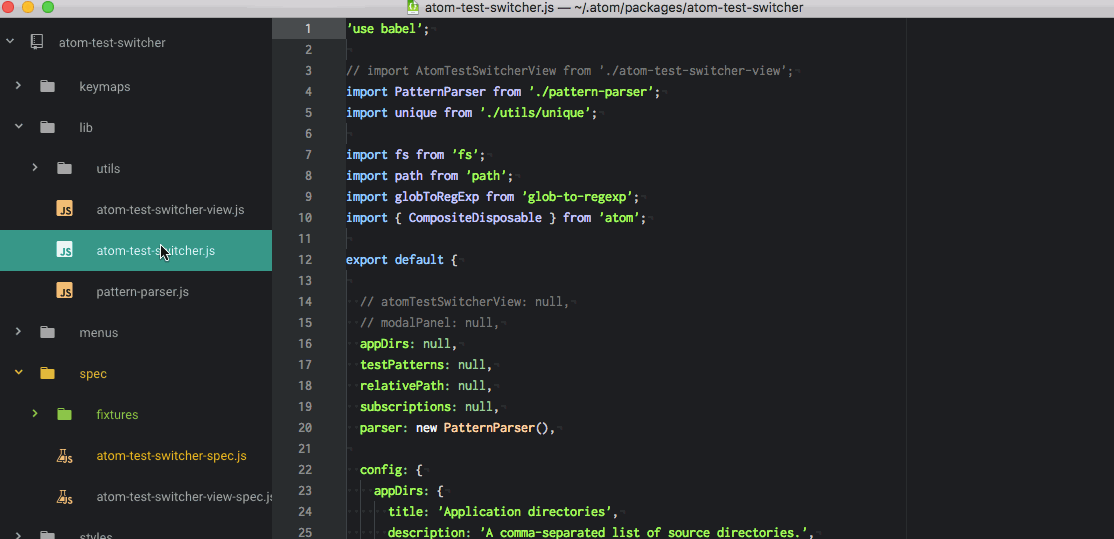 atom-test-switcher.js — ~/.atom/packages/atom-test-switcher
atom-test-switcher
keymaps
lib
utils
JS atom-test-switcher-view.js
JS atom-test-switcher.js
JS pattern-parser.js
menus
spec
fixtures
JS atom-test-switcher-spec.js
JS atom-test-switcher-view-spec.js
styles
1 'use babel';
2
3 // import AtomTestSwitcherView from './atom-test-switcher-view';
4 import PatternParser from './pattern-parser';
5 import unique from './utils/unique';
6
7 import fs from 'fs';
8 import path from 'path';
9 import globToRegExp from 'glob-to-regexp';
10 import { CompositeDisposable } from 'atom';
11
12 export default {
13
14 // atomTestSwitcherView: null,
15 // modalPanel: null,
16 appDirs: null,
17 testPatterns: null,
18 relativePath: null,
19 subscriptions: null,
20 parser: new PatternParser(),
21
22 config: {
23 appDirs: {
24 title: 'Application directories',
25 description: 'A comma-separated list of source directories.',